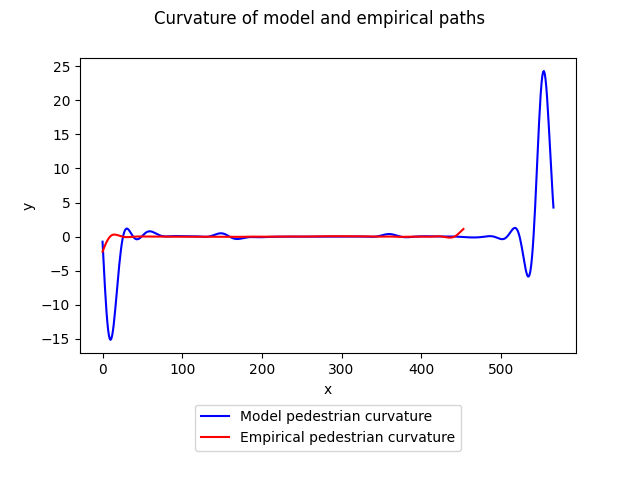 Curvature of model and empirical paths
25
20
15
10
5
0
−5
−10
−15
y
0 100 200 300 400 500
x
Model pedestrian curvature
Empirical pedestrian curvature